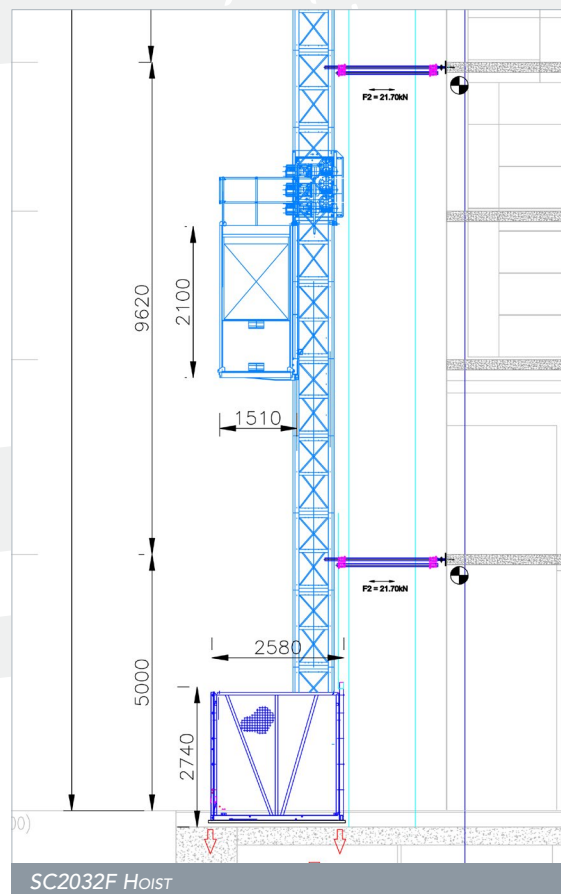 F2 = 21.70kN
9620
2100
1510
F2 = 21.70kN
2580
5000
2740
00)
SC2032F HOIST